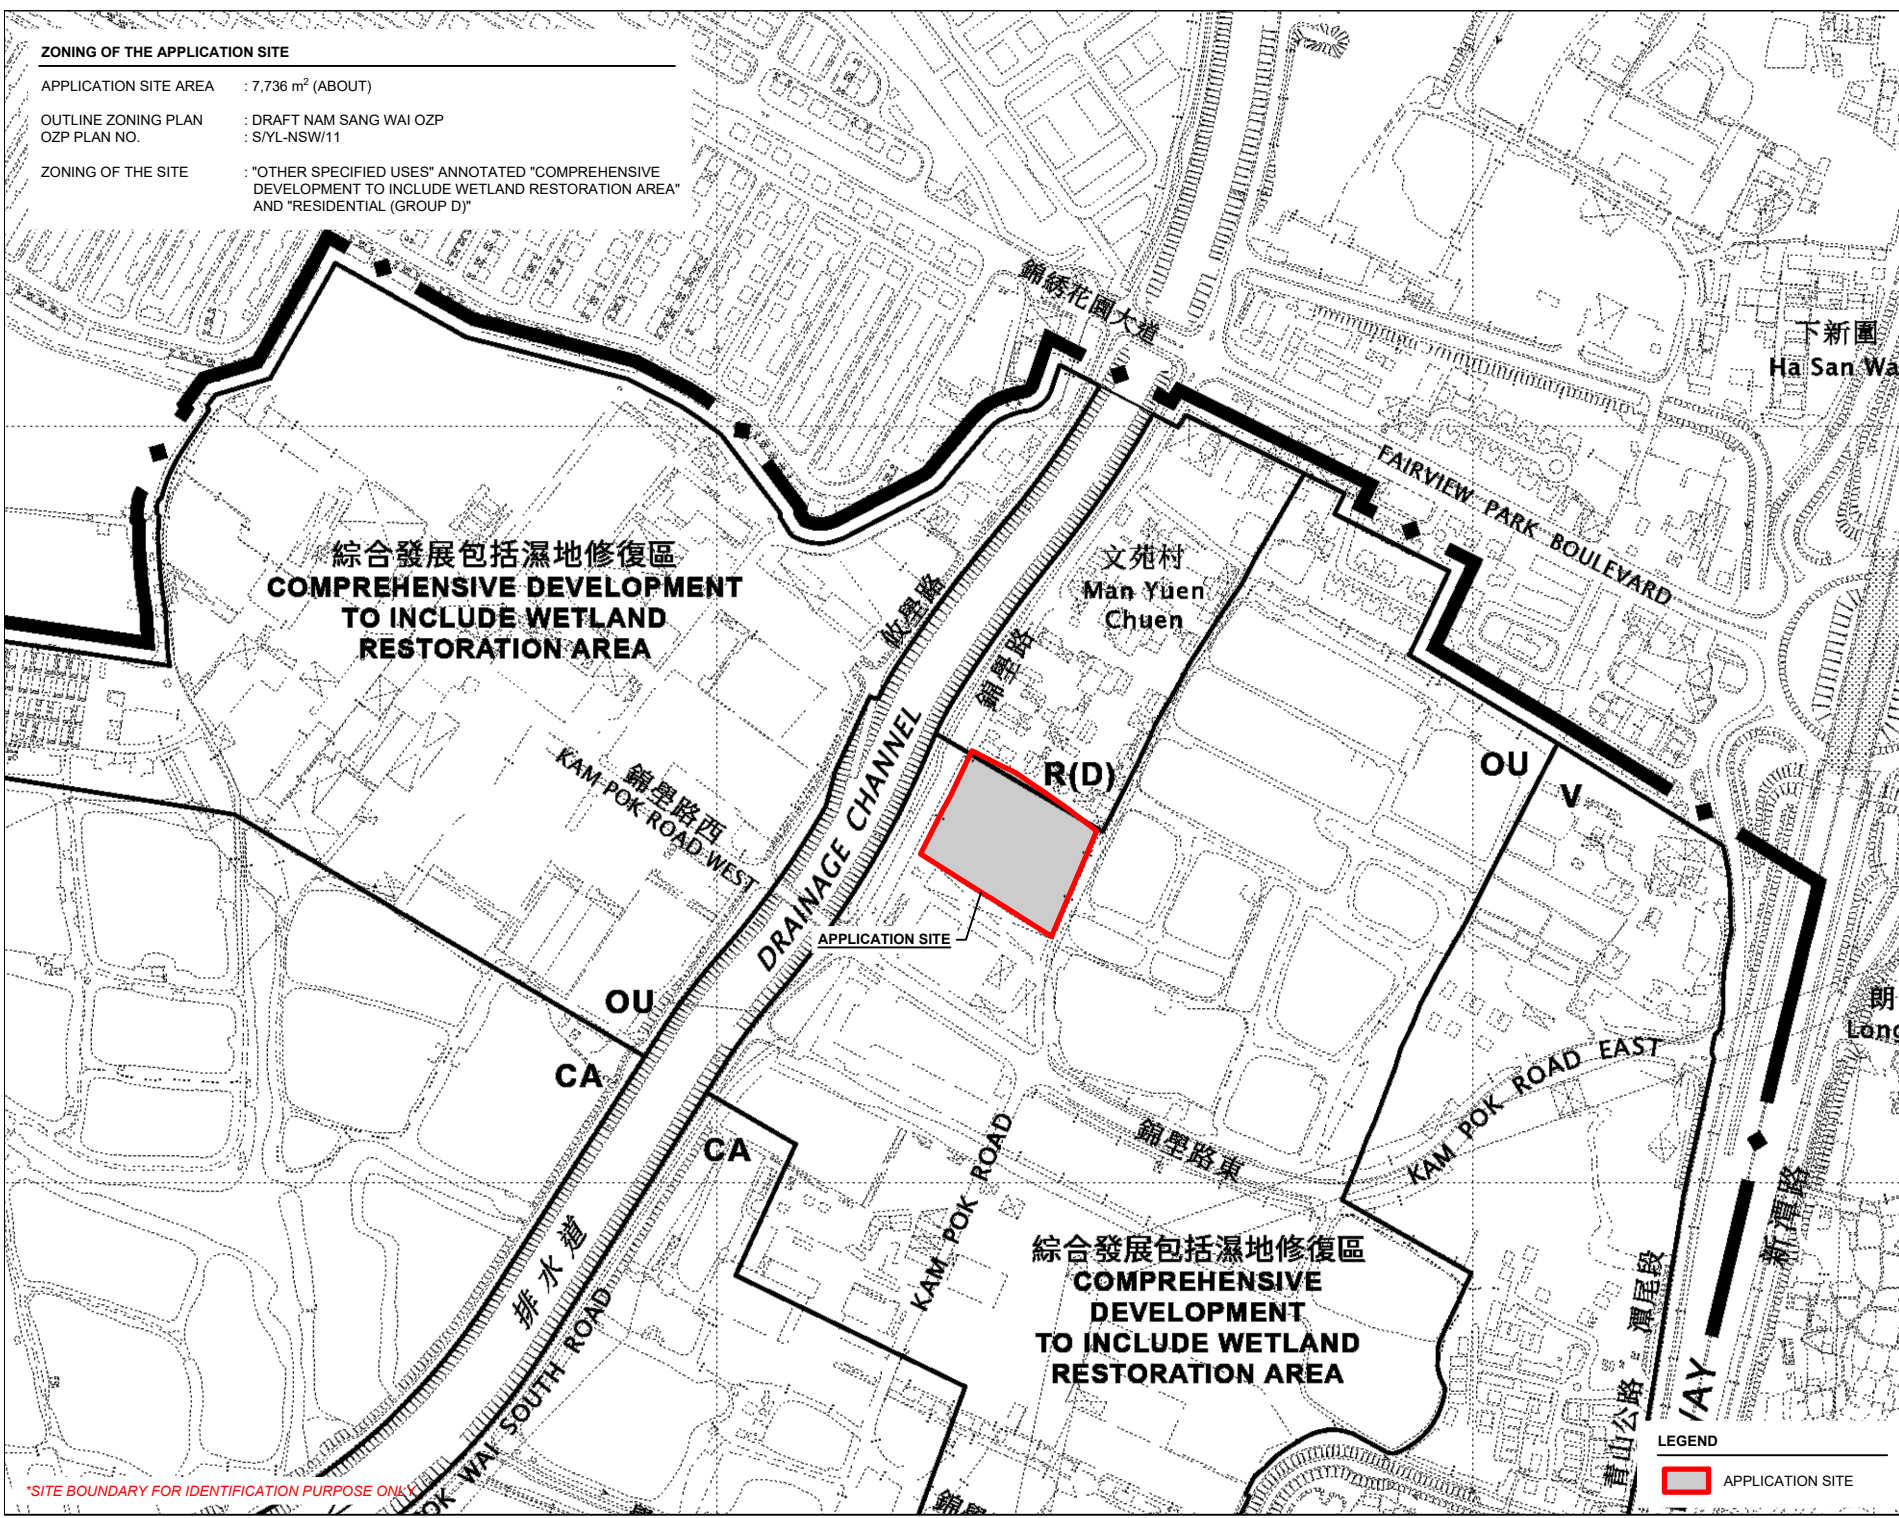 ZONING OF THE APPLICATION SITE
APPLICATION SITE AREA : 7,736 m² (ABOUT)
OUTLINE ZONING PLAN : DRAFT NAM SANG WAI OZP
OZP PLAN NO. : S/YL-NSW/11
ZONING OF THE SITE : "OTHER SPECIFIED USES" ANNOTATED "COMPREHENSIVE
DEVELOPMENT TO INCLUDE WETLAND RESTORATION AREA"
AND "RESIDENTIAL (GROUP D)"
錦綉花園大道
下新圍
Ha San Wa
FAIRVIEW PARK BOULEVARD
綜合發展包括濕地修復區
COMPREHENSIVE DEVELOPMENT
TO INCLUDE WETLAND
RESTORATION AREA
文苑村
Man Yuen
Chuen
攸壆路
錦壆路
R(D)
OU
V
錦壆路西
KAM POK ROAD WEST
DRAINAGE CHANNEL
APPLICATION SITE
OU
CA
CA
朗
Long
KAM POK ROAD EAST
錦壆路東
KAM POK ROAD
新潭路
排水道
綜合發展包括濕地修復區
COMPREHENSIVE
DEVELOPMENT
TO INCLUDE WETLAND
RESTORATION AREA
青山公路 潭尾段
OK WAI SOUTH ROAD
WAY
LEGEND
APPLICATION SITE
*SITE BOUNDARY FOR IDENTIFICATION PURPOSE ONLY